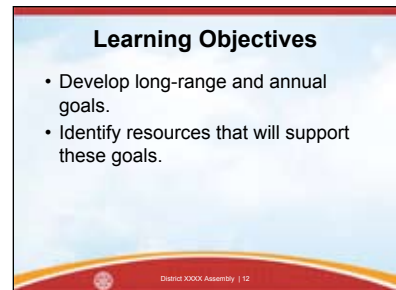 Learning Objectives
• Develop long-range and annual
goals.
• Identify resources that will support
these goals.
District XXXX Assembly | 12